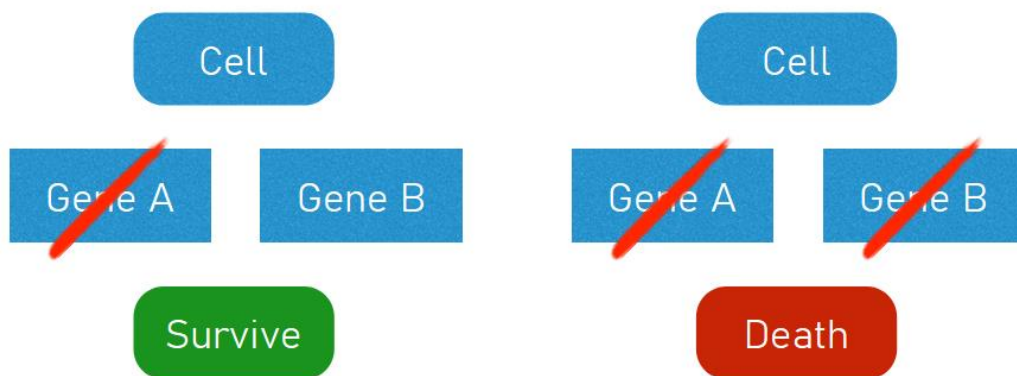 Cell
Cell
Gene A
Gene B
Gene A
Gene B
Survive
Death